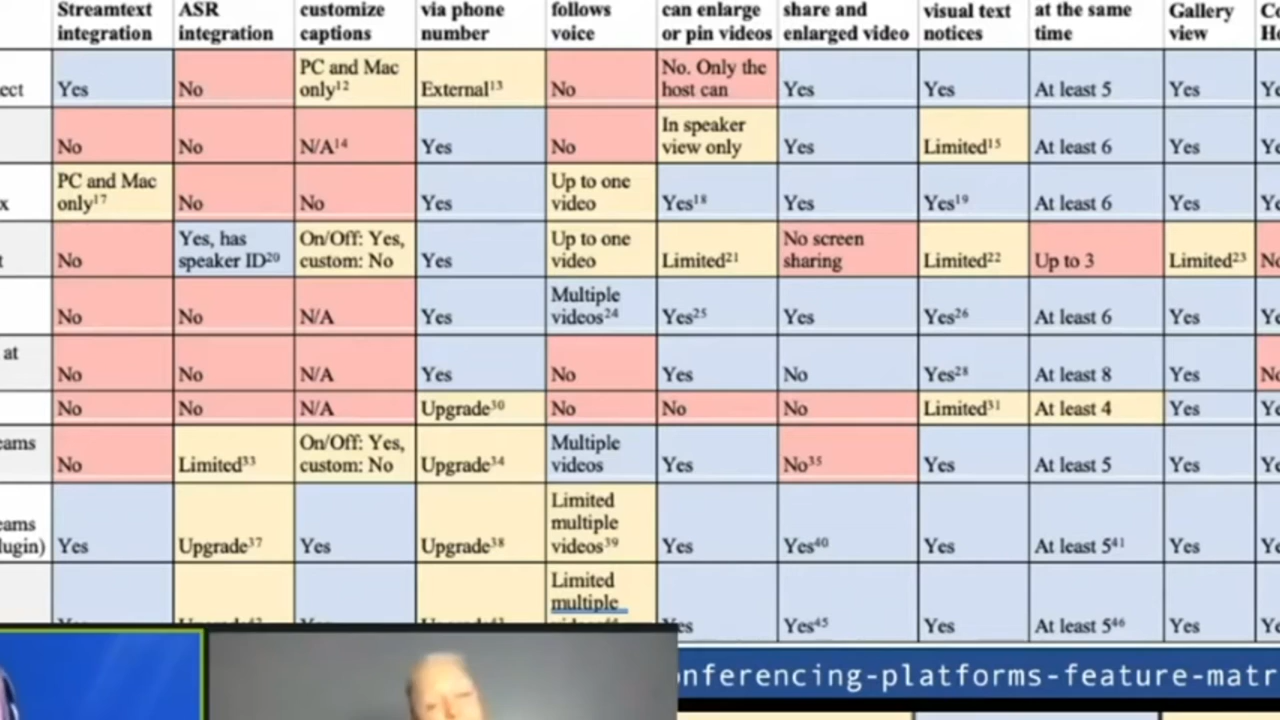 Streamtext ASR customize via phone follows can enlarge share and visual text at the same Gallery
integration integration captions number voice or pin videos enlarged video notices time view
PC and Mac No. Only the
ect Yes No only¹² External¹³ No host can Yes Yes At least 5 Yes
In speaker
No No N/A¹⁴ Yes No view only Yes Limited¹⁵ At least 6 Yes
PC and Mac Up to one
x only¹⁷ No No Yes video Yes¹⁸ Yes Yes¹⁹ At least 6 Yes
Yes, has On/Off: Yes, Up to one No screen
t No speaker ID²⁰ custom: No Yes video Limited²¹ sharing Limited²² Up to 3 Limited²³ No
Multiple
No No N/A Yes videos²⁴ Yes²⁵ Yes Yes²⁶ At least 6 Yes
at
No No N/A Yes No Yes No Yes²⁸ At least 8 Yes No
No No N/A Upgrade³⁰ No No No Limited³¹ At least 4 Yes
eams On/Off: Yes, Multiple
No Limited³³ custom: No Upgrade³⁴ videos Yes No³⁵ Yes At least 5 Yes
Limited
eams multiple
lugin) Yes Upgrade³⁷ Yes Upgrade³⁸ videos³⁹ Yes Yes⁴⁰ Yes At least 5⁴¹ Yes
Limited
multiple
Yes Yes⁴⁵ Yes At least 5⁴⁶ Yes
onferencing-platforms-feature-matr